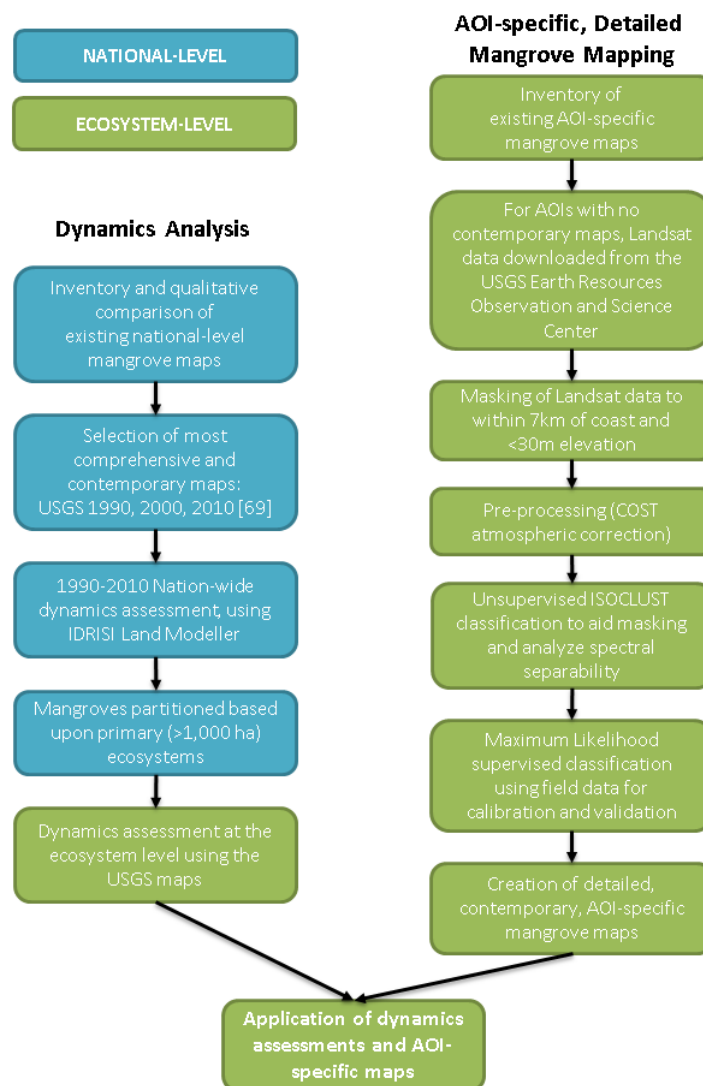 NATIONAL-LEVEL
ECOSYSTEM-LEVEL
Dynamics Analysis
Inventory and qualitative
comparison of
existing national-level
mangrove maps
Selection of most
comprehensive and
contemporary maps:
USGS 1990, 2000, 2010 [69]
1990-2010 Nation-wide
dynamics assessment, using
IDRISI Land Modeller
Mangroves partitioned based
upon primary (>1,000 ha)
ecosystems
Dynamics assessment at the
ecosystem level using the
USGS maps
AOI-specific, Detailed
Mangrove Mapping
Inventory of
existing AOI-specific
mangrove maps
For AOIs with no
contemporary maps, Landsat
data downloaded from the
USGS Earth Resources
Observation and Science
Center
Masking of Landsat data to
within 7km of coast and
<30m elevation
Pre-processing (COST
atmospheric correction)
Unsupervised ISOCLUST
classification to aid masking
and analyze spectral
separability
Maximum Likelihood
supervised classification
using field data for
calibration and validation
Creation of detailed,
contemporary, AOI-specific
mangrove maps
Application of dynamics
assessments and AOI-
specific maps